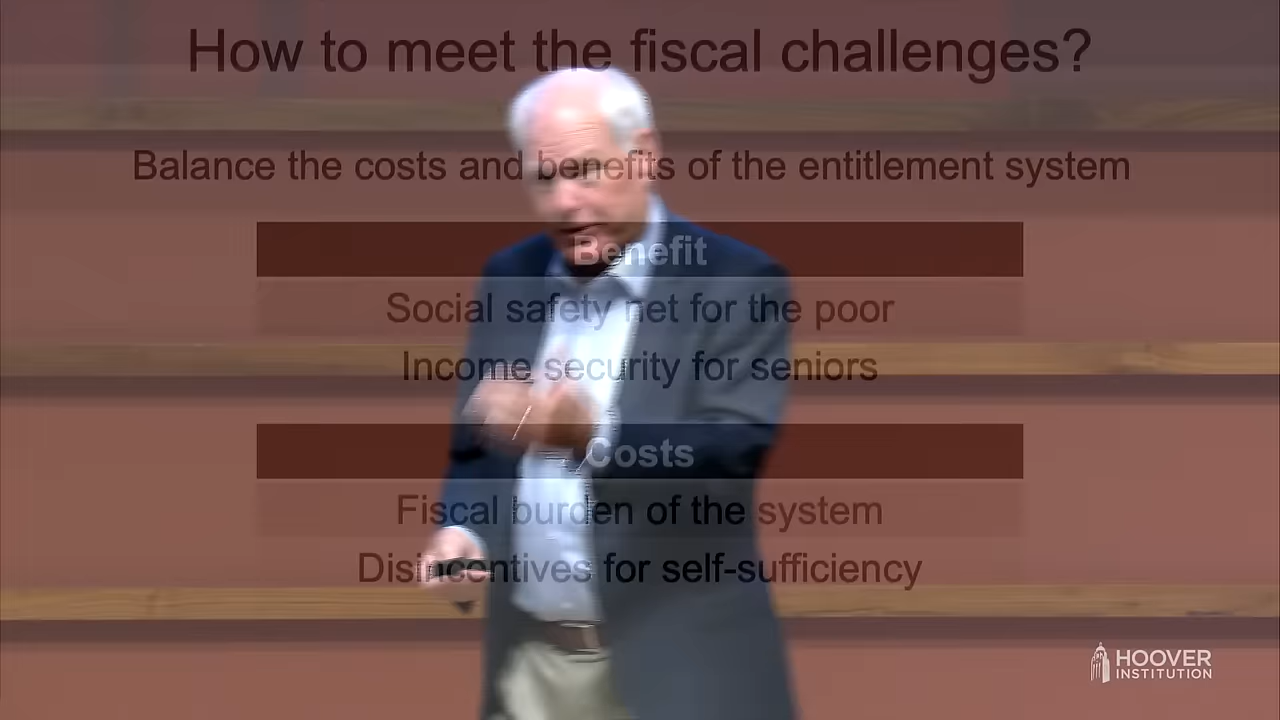 How to meet the fiscal challenges?
Balance the costs and benefits of the entitlement system
Benefit
Social safety net for the poor
Income security for seniors
Costs
Fiscal burden of the system
Disincentives for self-sufficiency
HOOVER
INSTITUTION